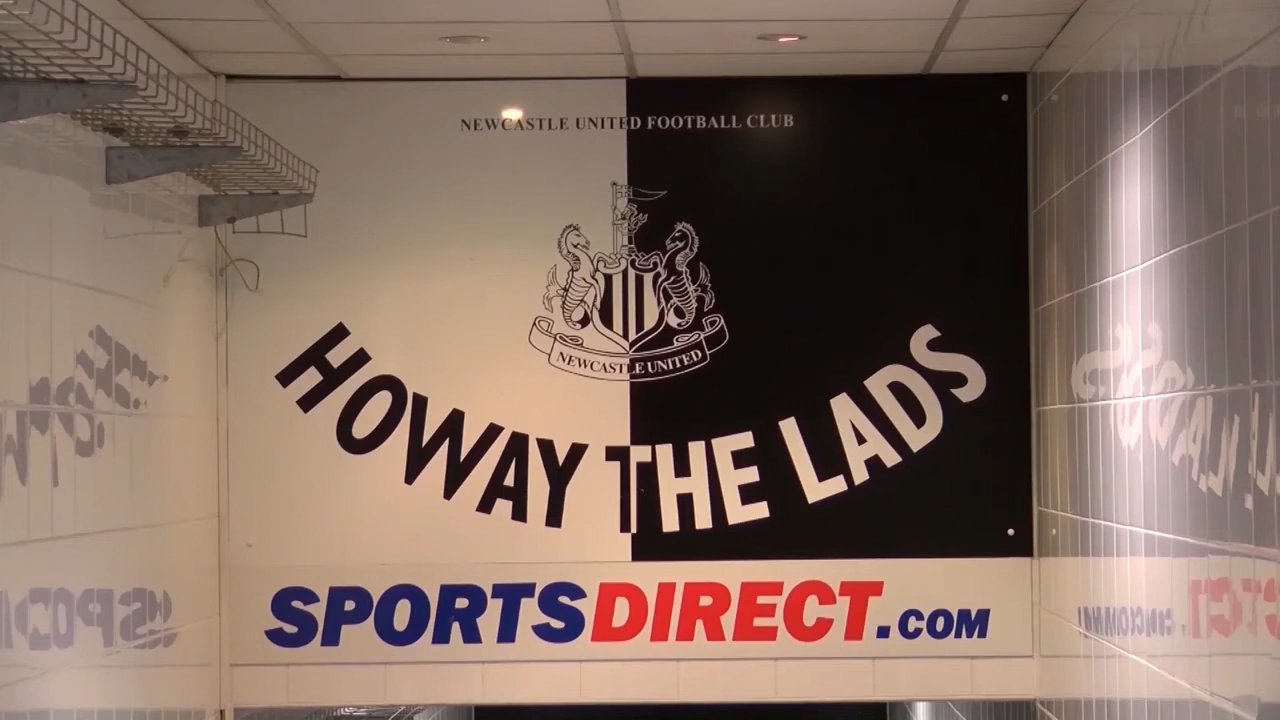 NEWCASTLE UNITED FOOTBALL CLUB
NEWCASTLE UNITED
HOWAY THE LADS
SPORTSDIRECT.COM